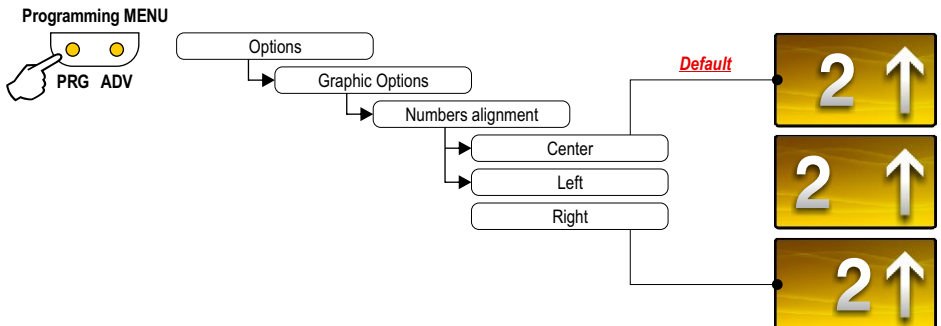 Programming MENU
PRG ADV
Options
Graphic Options
Numbers alignment
Center
Left
Right
Default
2
2
2